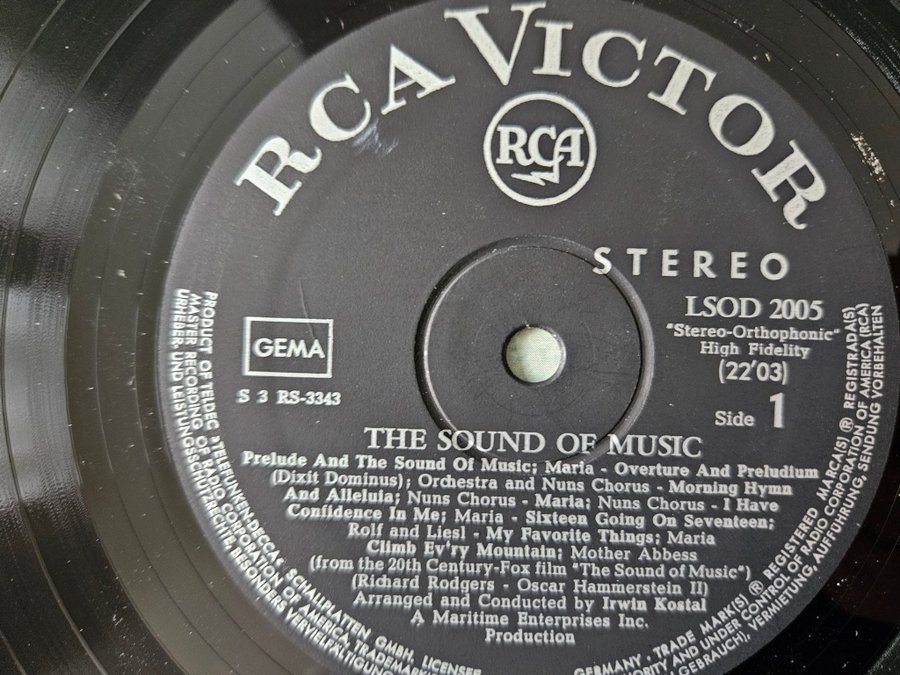 RCA VICTOR
RCA
STEREO
LSOD 2005
"Stereo-Orthophonic"
High Fidelity
(22'03)
Side 1
GEMA
S 3 RS-3343
THE SOUND OF MUSIC
Prelude And The Sound Of Music; Maria - Overture And Preludium
(Dixit Dominus); Orchestra and Nuns Chorus - Morning Hymn
And Alleluia; Nuns Chorus - Maria; Nuns Chorus - I Have
Confidence In Me; Maria - Sixteen Going On Seventeen;
Rolf and Liesl - My Favorite Things; Maria
Climb Ev'ry Mountain; Mother Abbess
(from the 20th Century-Fox film "The Sound of Music")
(Richard Rodgers - Oscar Hammerstein II)
Arranged and Conducted by Irwin Kostal
A Maritime Enterprises Inc.
Production
PRODUCT OF TELDEC »TELEFUNKEN-DECCA« SCHALLPLATTEN GMBH, LICENSEE
MASTER RECORDING OF RADIO CORPORATION OF AMERICA, TRADEMARK
URHEBER- UND LEISTUNGSSCHUTZRECHTE, BESONDERS VERVIELFÄLTIGUNG
GERMANY · TRADE MARK(S) ® REGISTERED MARCA(S) ® REGISTRADA(S)
AUTHORITY AND UNDER CONTROL OF RADIO CORPORATION OF AMERICA (RCA)
GEBRAUCH), VERMIETUNG, AUFFÜHRUNG, SENDUNG VORBEHALTEN